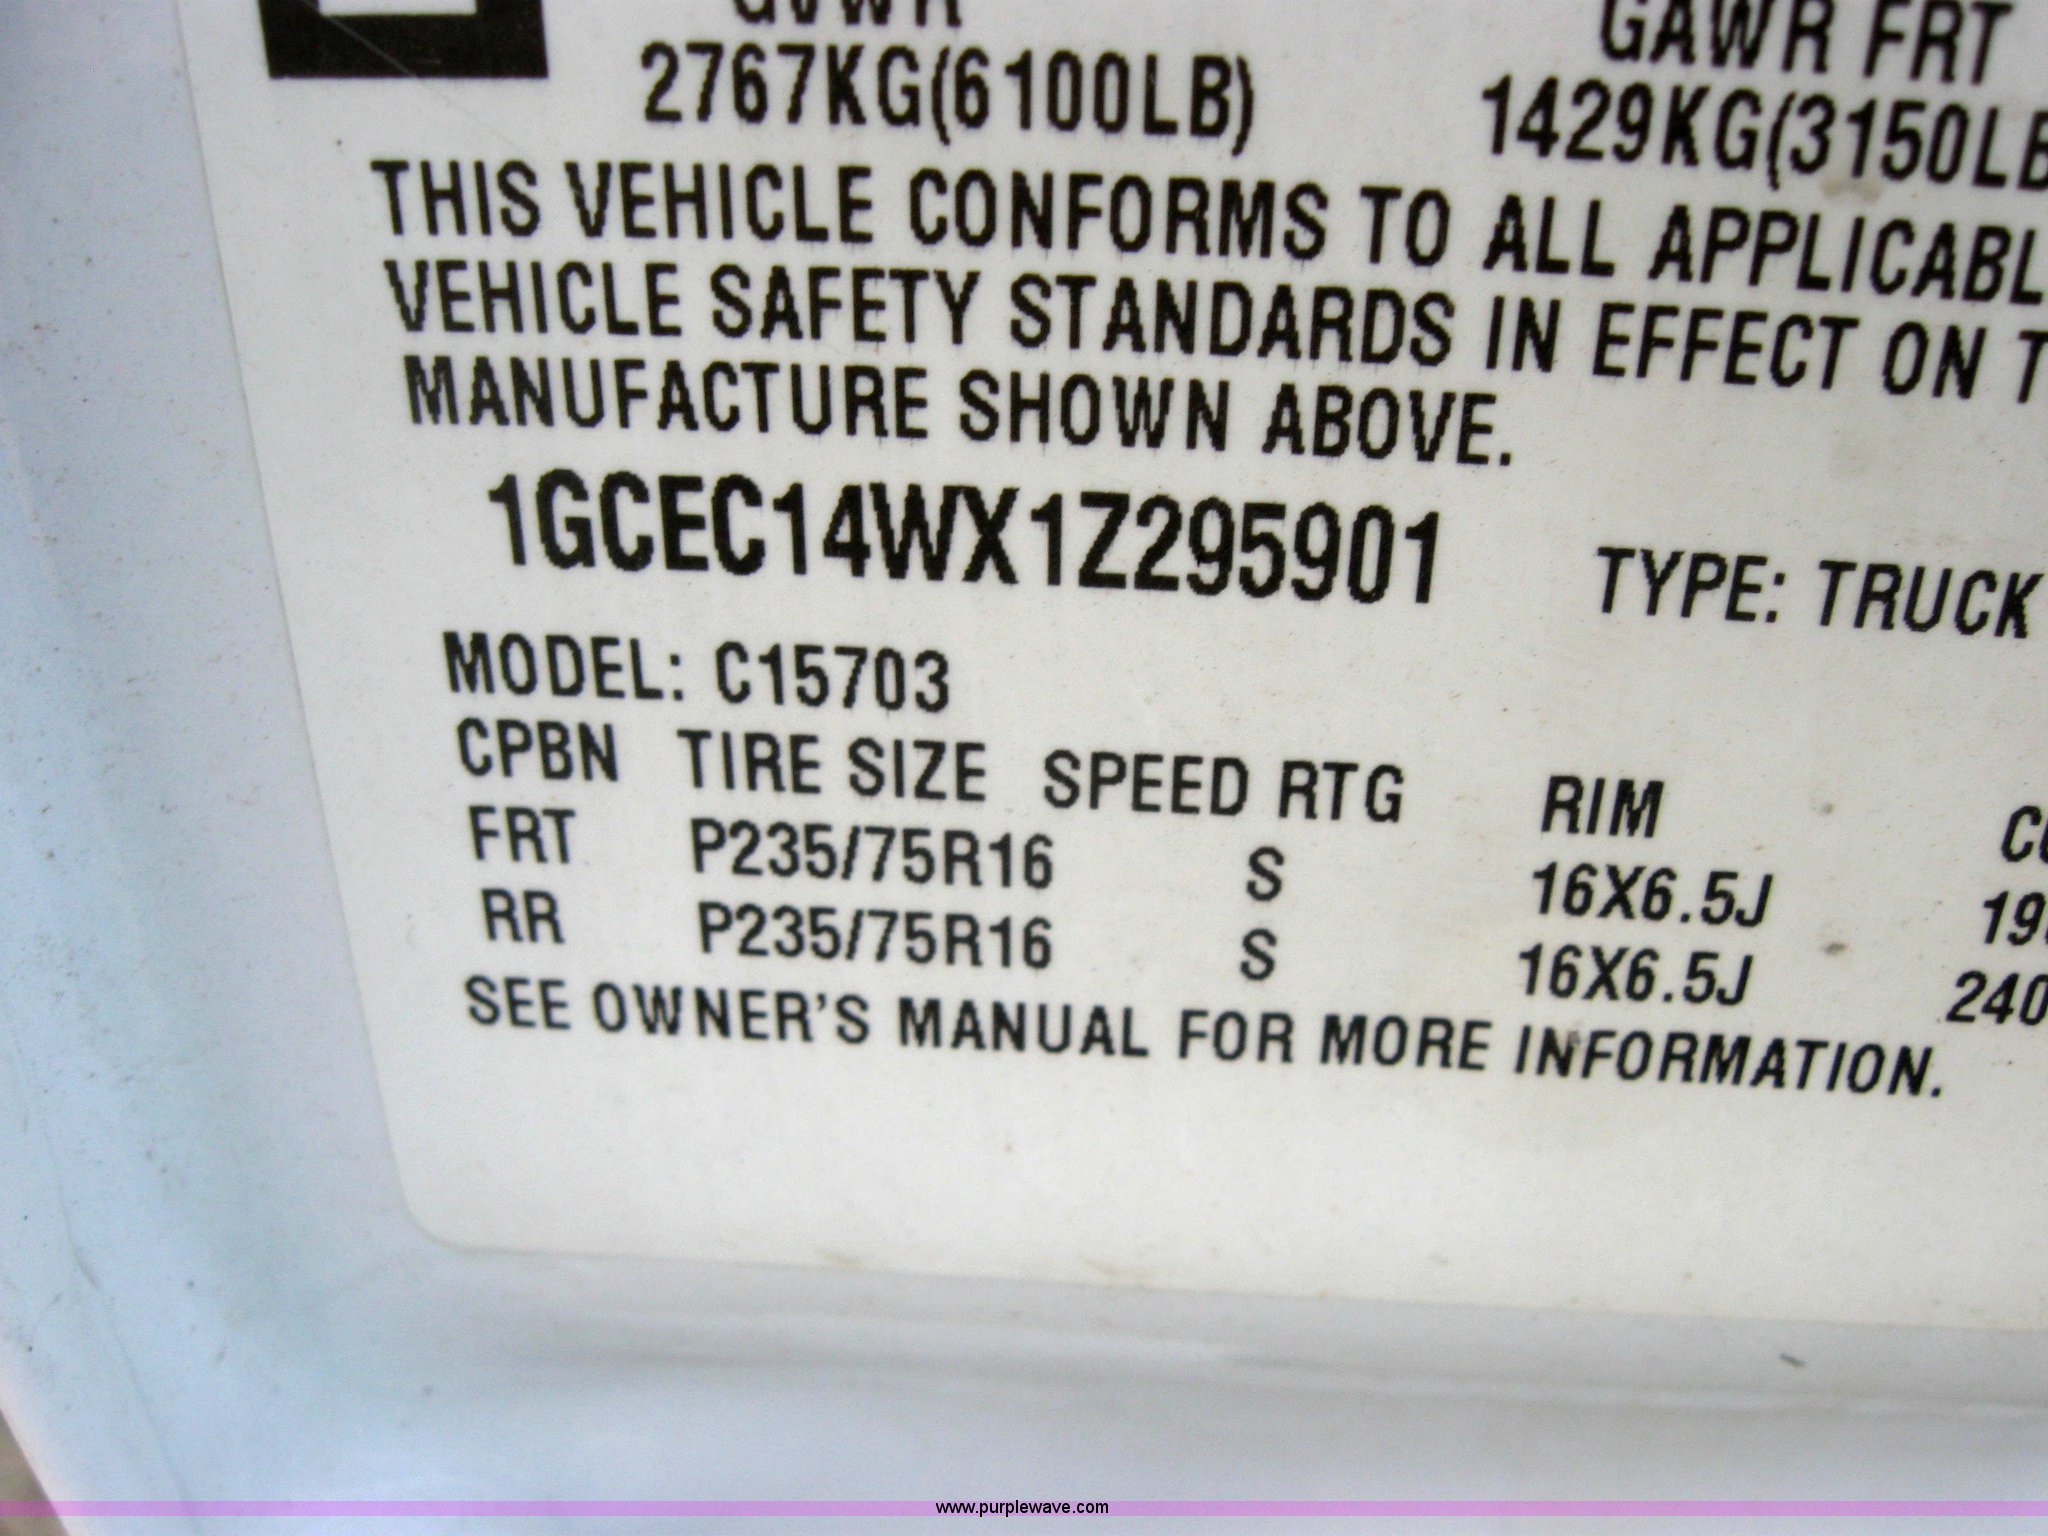 GVWR GAWR FRT
2767KG(6100LB) 1429KG(3150LB
THIS VEHICLE CONFORMS TO ALL APPLICABL
VEHICLE SAFETY STANDARDS IN EFFECT ON T
MANUFACTURE SHOWN ABOVE.
1GCEC14WX1Z295901 TYPE: TRUCK
MODEL: C15703
CPBN TIRE SIZE SPEED RTG RIM
FRT P235/75R16 S 16X6.5J
RR P235/75R16 S 16X6.5J 240
SEE OWNER'S MANUAL FOR MORE INFORMATION.
www.purplewave.com